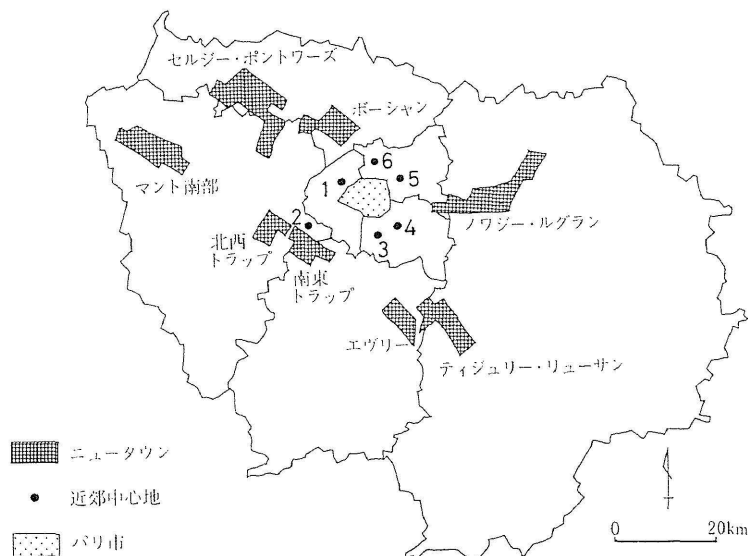 セルジー・ポントワーズ
ボーシャン
マント南部
ノワジー・ルグラン
北西
トラップ
南東
トラップ
エヴリー
ティジュリー・リューサン
1
2
3
4
5
6
ニュータウン
近郊中心地
パリ市
0 20km